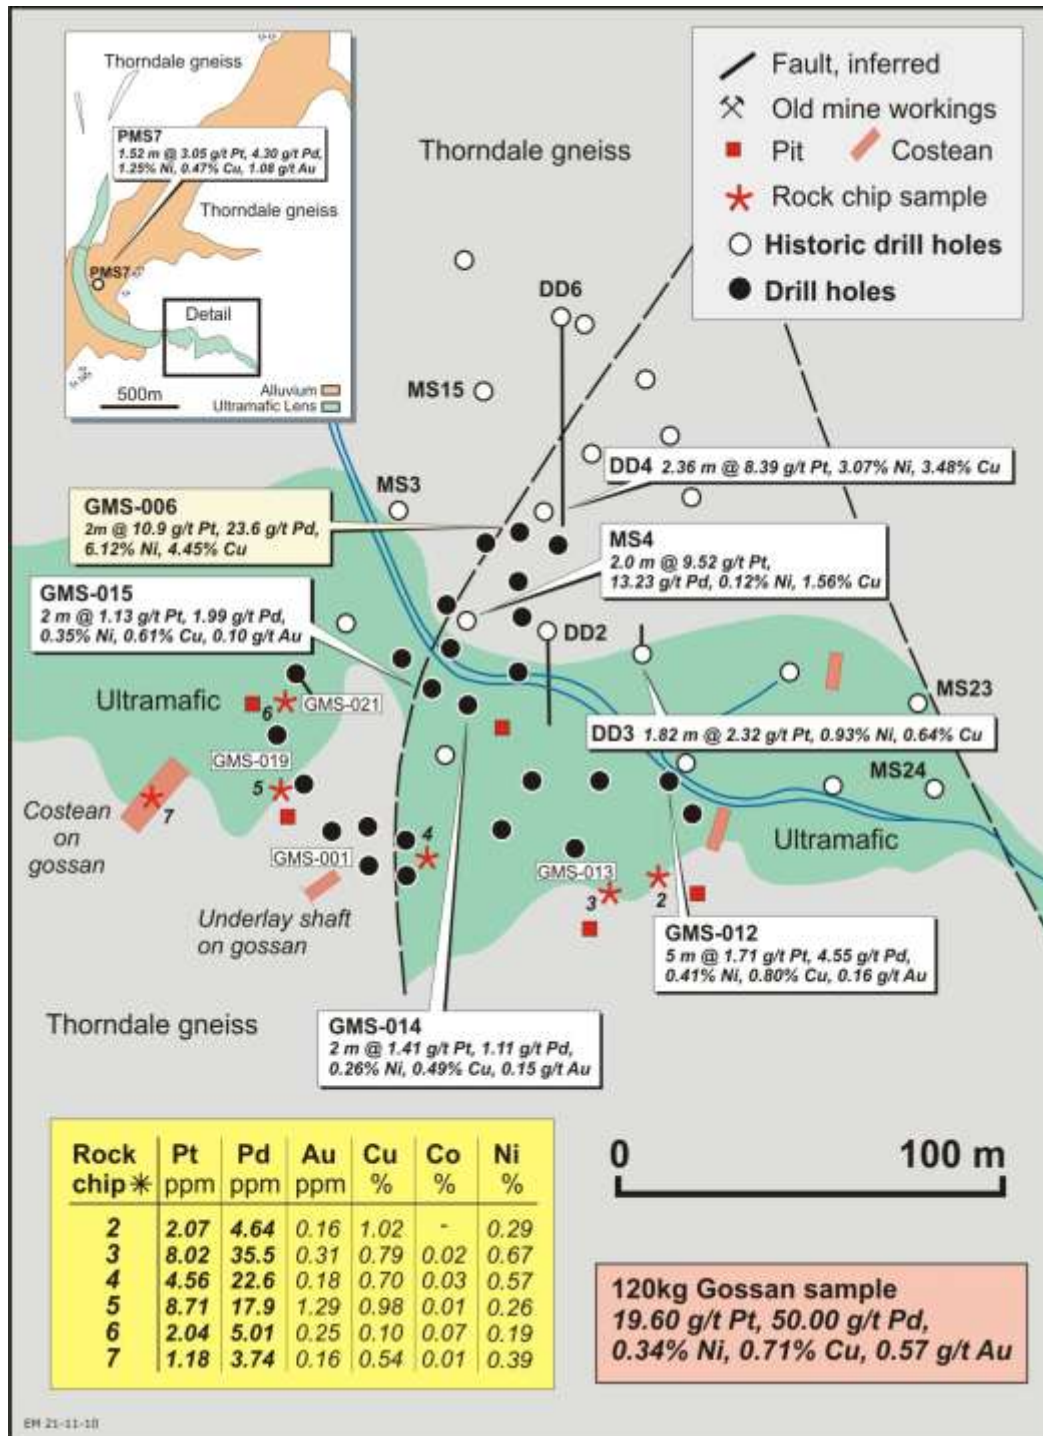 Thorndale gneiss
PMS7
1.52 m @ 3.05 g/t Pt, 4.30 g/t Pd,
1.25% Ni, 0.47% Cu, 1.08 g/t Au
Thorndale gneiss
PMS7
Detail
500m
Alluvium
Ultramafic Lens
Fault, inferred
Old mine workings
Pit
Costean
Rock chip sample
Historic drill holes
Drill holes
Thorndale gneiss
DD6
MS15
DD4 2.36 m @ 8.39 g/t Pt, 3.07% Ni, 3.48% Cu
MS3
GMS-006
2m @ 10.9 g/t Pt, 23.6 g/t Pd,
6.12% Ni, 4.45% Cu
MS4
2.0 m @ 9.52 g/t Pt,
13.23 g/t Pd, 0.12% Ni, 1.56% Cu
GMS-015
2 m @ 1.13 g/t Pt, 1.99 g/t Pd,
0.35% Ni, 0.61% Cu, 0.10 g/t Au
DD2
Ultramafic
6
GMS-021
MS23
DD3 1.82 m @ 2.32 g/t Pt, 0.93% Ni, 0.64% Cu
GMS-019
MS24
5
7
Costean
on
gossan
4
Ultramafic
GMS-001
GMS-013
3
2
Underlay shaft
on gossan
GMS-012
5 m @ 1.71 g/t Pt, 4.55 g/t Pd,
0.41% Ni, 0.80% Cu, 0.16 g/t Au
Thorndale gneiss
GMS-014
2 m @ 1.41 g/t Pt, 1.11 g/t Pd,
0.26% Ni, 0.49% Cu, 0.15 g/t Au
Rock Pt Pd Au Cu Co Ni
chip ppm ppm ppm % % %
2 2.07 4.64 0.16 1.02 - 0.29
3 8.02 35.5 0.31 0.79 0.02 0.67
4 4.56 22.6 0.18 0.70 0.03 0.57
5 8.71 17.9 1.29 0.98 0.01 0.26
6 2.04 5.01 0.25 0.10 0.07 0.19
7 1.18 3.74 0.16 0.54 0.01 0.39
0 100 m
120kg Gossan sample
19.60 g/t Pt, 50.00 g/t Pd,
0.34% Ni, 0.71% Cu, 0.57 g/t Au
EM 21-11-10